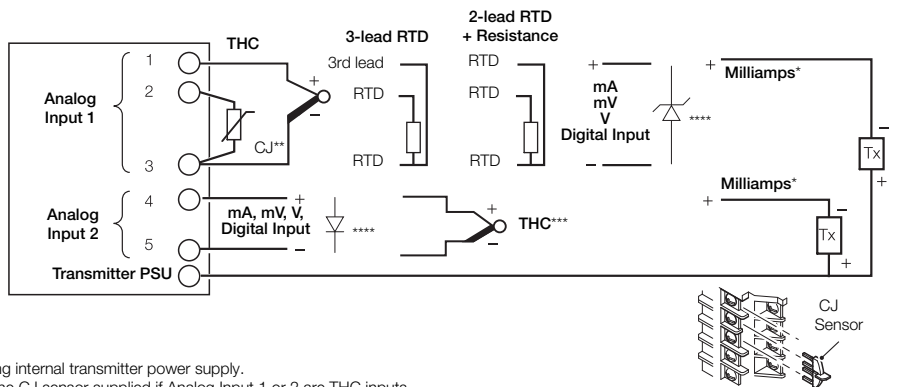 THC
3-lead RTD
2-lead RTD
+ Resistance
1
2
3
4
5
Analog
Input 1
CJ**
+
–
3rd lead
RTD
RTD
RTD
RTD
RTD
+
mA
mV
V
Digital Input
–
****
+ Milliamps*
–
Tx
+
Analog
Input 2
+
mA, mV, V,
Digital Input
–
****
+
–
THC***
Milliamps*
+
–
Tx
+
Transmitter PSU
CJ
Sensor
internal transmitter power supply.
CJ sensor supplied if Analog Input 1 or 2 are THC inputs